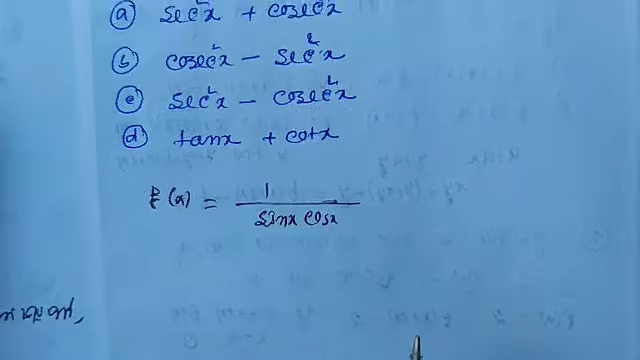 ⓐ sec²x + cosec²x
ⓑ cosec²x - sec²x
ⓒ sec²x - cosec²x
ⓓ tanx + cotx
f(x) = 1 / sinx cosx